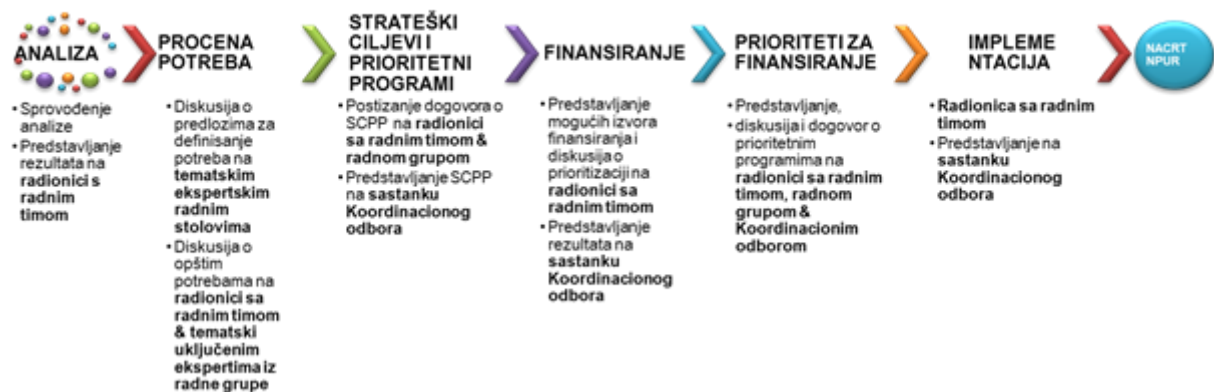 ANALIZA
• Sprovođenje
analize
• Predstavljanje
rezultata na
radionici s
radnim
timom
PROCENA
POTREBA
• Diskusija o
predlozima za
definisanje
potreba na
tematskim
ekspertskim
radnim
stolovima
• Diskusija o
opštim
potrebama na
radionici sa
radnim timom
& tematski
uključenim
ekspertima iz
radne grupe
STRATEŠKI
CILJEVI I
PRIORITETNI
PROGRAMI
• Postizanje dogovora o
SCPP na radionici
sa radnim timom &
radnom grupom
• Predstavljanje SCPP
na sastanku
Koordinacionog
odbora
FINANSIRANJE
• Predstavljanje
mogućih izvora
finansiranja i
diskusija o
prioritizaciji na
radionici sa
radnim timom
• Predstavljanje
rezultata na
sastanku
Koordinacionog
odbora
PRIORITETI ZA
FINANSIRANJE
• Predstavljanje,
• diskusija i dogovor o
prioritetnim
programima na
radionici sa radnim
timom, radnom
grupom &
Koordinacionim
odborom
IMPLEME
NTACIJA
• Radionica sa radnim
timom
• Predstavljanje na
sastanku
Koordinacionog
odbora
NACRT
NPUR